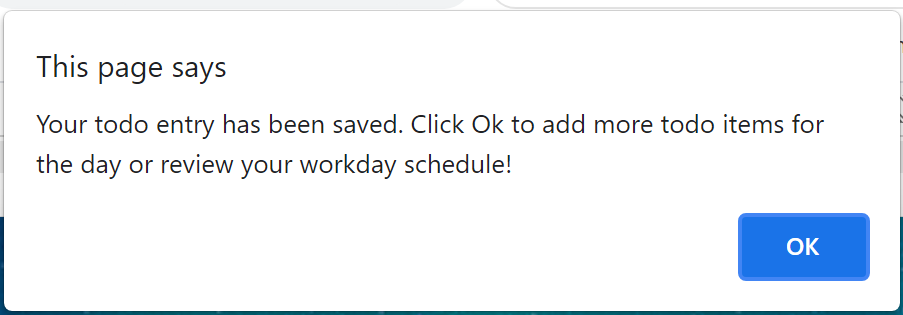 This page says
Your todo entry has been saved. Click Ok to add more todo items for
the day or review your workday schedule!
OK